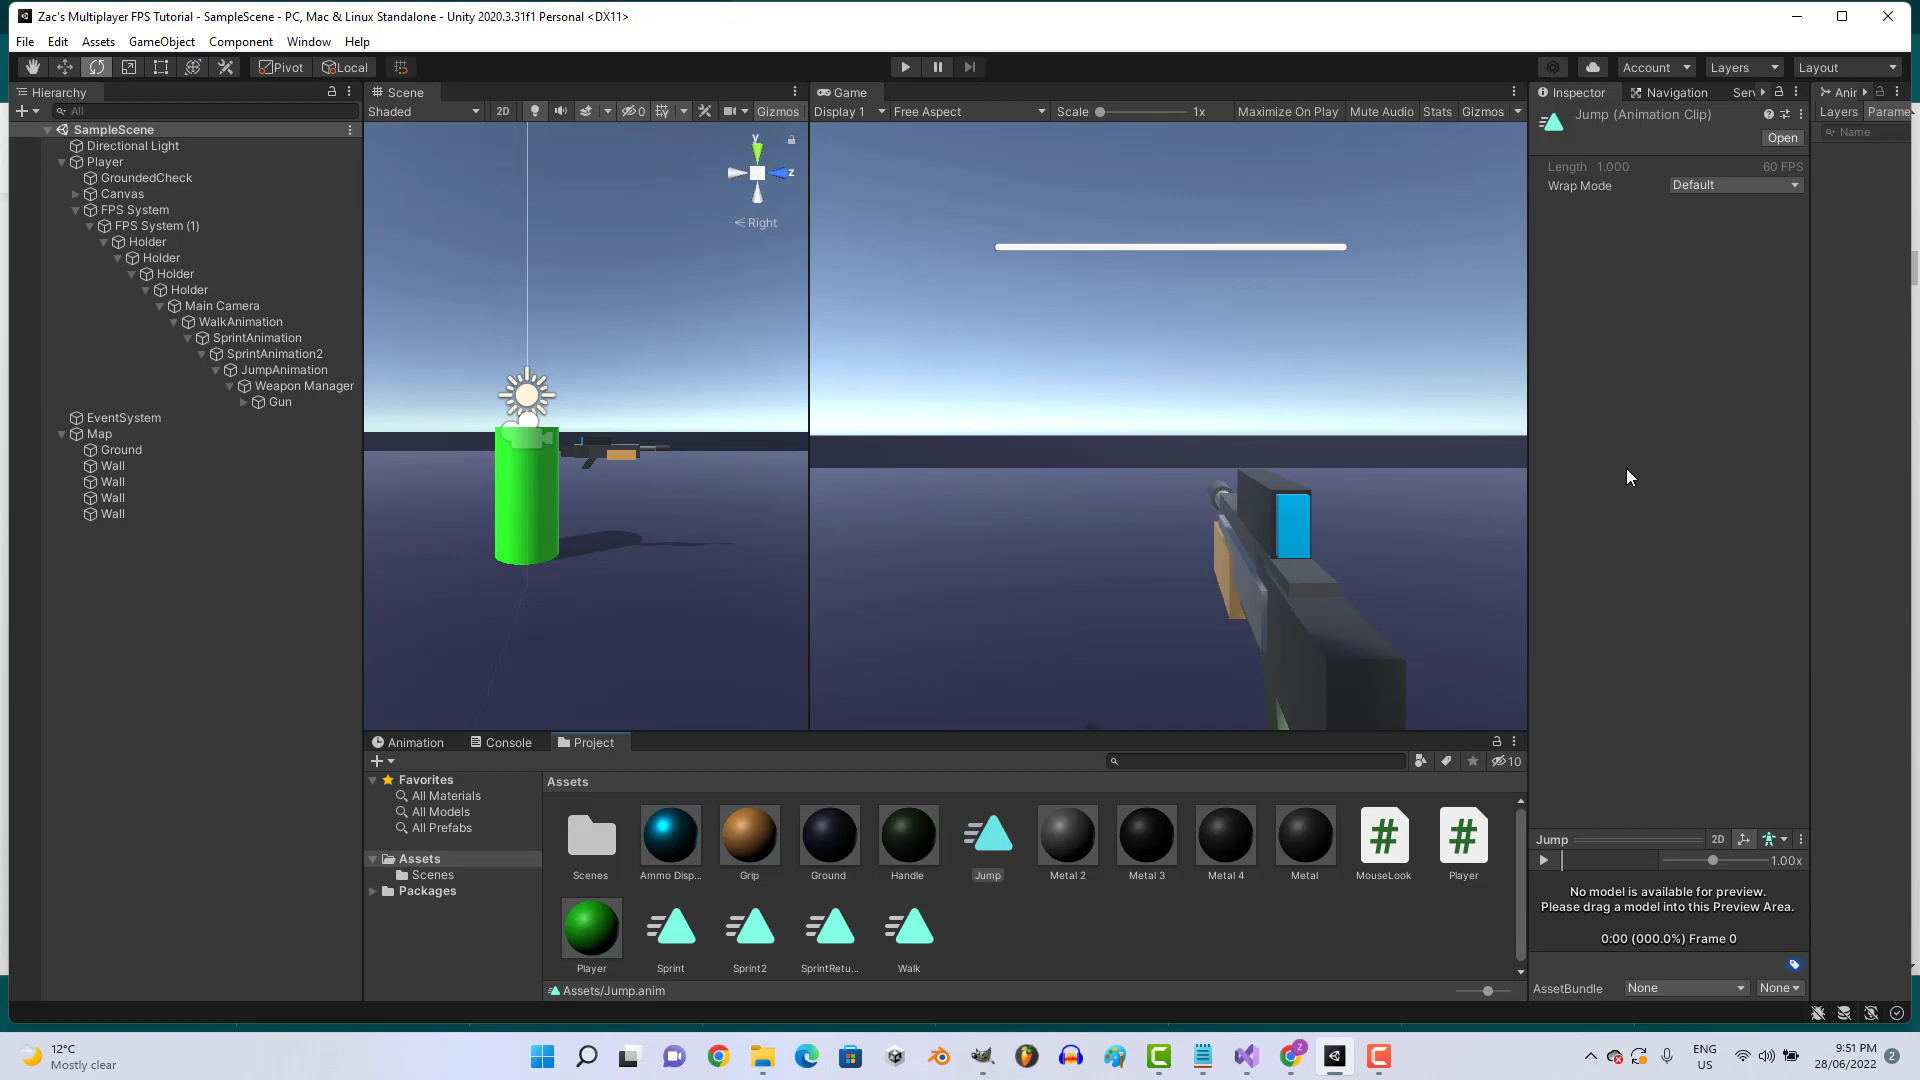 Zac's Multiplayer FPS Tutorial - SampleScene - PC, Mac & Linux Standalone - Unity 2020.3.31f1 Personal <DX11>
File Edit Assets GameObject Component Window Help
Pivot Local Account Layers Layout
Hierarchy
All
SampleScene
Directional Light
Player
GroundedCheck
Canvas
FPS System
FPS System (1)
Holder
Holder
Holder
Holder
Main Camera
WalkAnimation
SprintAnimation
SprintAnimation2
JumpAnimation
Weapon Manager
Gun
EventSystem
Map
Ground
Wall
Wall
Wall
Wall
Scene
Shaded 2D 0 Gizmos
y
z
Right
Game
Display 1 Free Aspect Scale 1x Maximize On Play Mute Audio Stats Gizmos
Inspector Navigation Serv
Jump (Animation Clip)
Open
Length 1.000 60 FPS
Wrap Mode Default
Anir
Layers Parame
Name
Animation Console Project
10
Favorites
All Materials
All Models
All Prefabs
Assets
Scenes
Packages
Assets
Scenes Ammo Disp... Grip Ground Handle Jump Metal 2 Metal 3 Metal 4 Metal MouseLook Player
Player Sprint Sprint2 SprintRetu... Walk
Assets/Jump.anim
Jump 2D
1.00x
No model is available for preview.
Please drag a model into this Preview Area.
0:00 (000.0%) Frame 0
AssetBundle None None
12°C
Mostly clear
Z
ENG
US
9:51 PM
28/06/2022
2